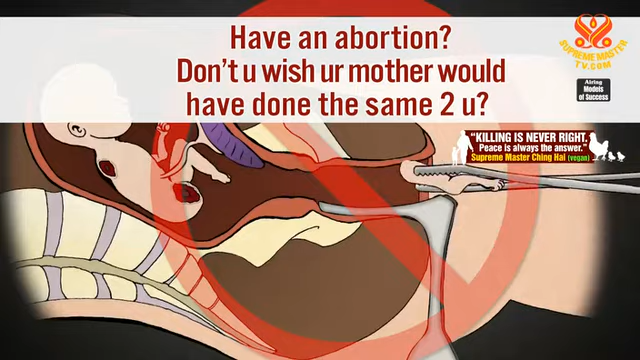 Have an abortion?
Don't u wish ur mother would
have done the same 2 u?
SUPREME MASTER
TV.COM
Airing
Models
of Success
"KILLING IS NEVER RIGHT.
Peace is always the answer."
Supreme Master Ching Hai (vegan)